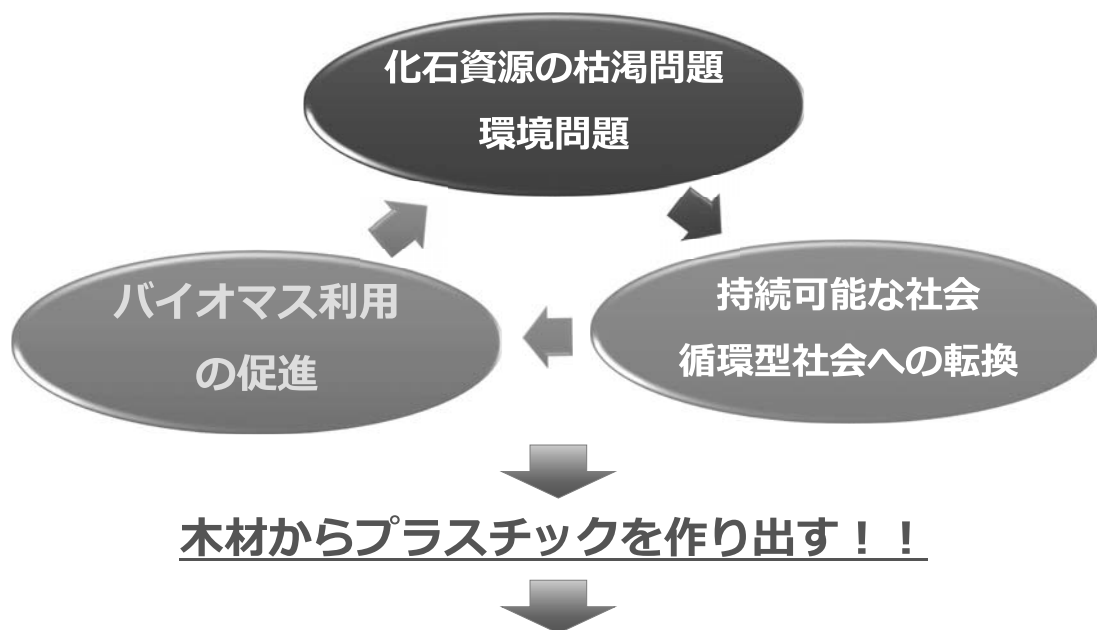 化石資源の枯渇問題
環境問題
持続可能な社会
循環型社会への転換
バイオマス利用
の促進
木材からプラスチックを作り出す！！